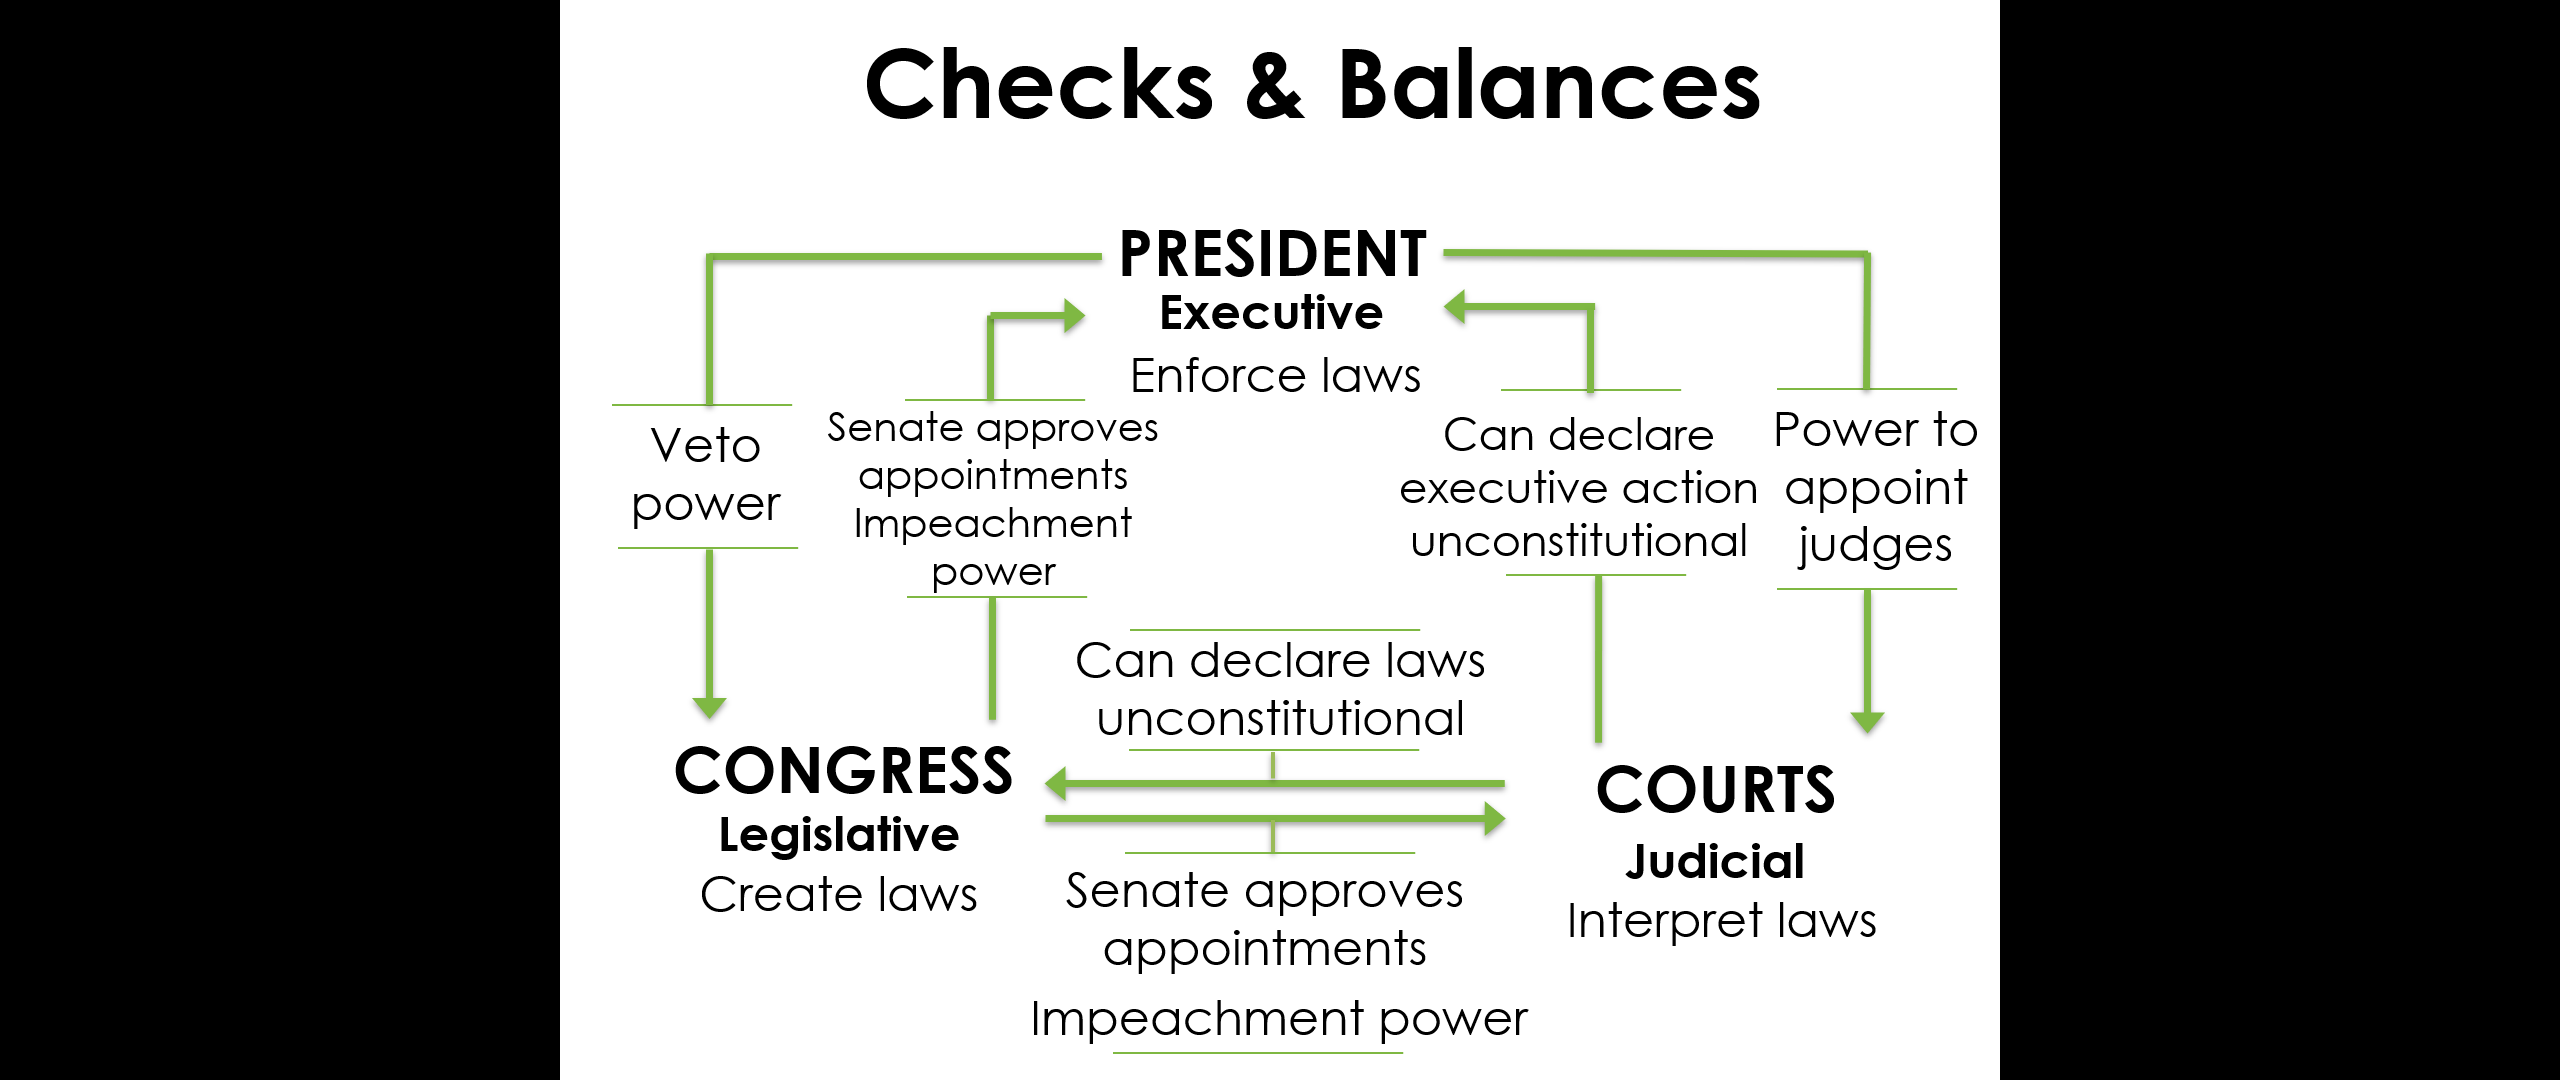 Checks & Balances
PRESIDENT
Executive
Enforce laws
Veto
power
Senate approves
appointments
Impeachment
power
Can declare
executive action
unconstitutional
Power to
appoint
judges
Can declare laws
unconstitutional
CONGRESS
Legislative
Create laws
COURTS
Judicial
Interpret laws
Senate approves
appointments
Impeachment power